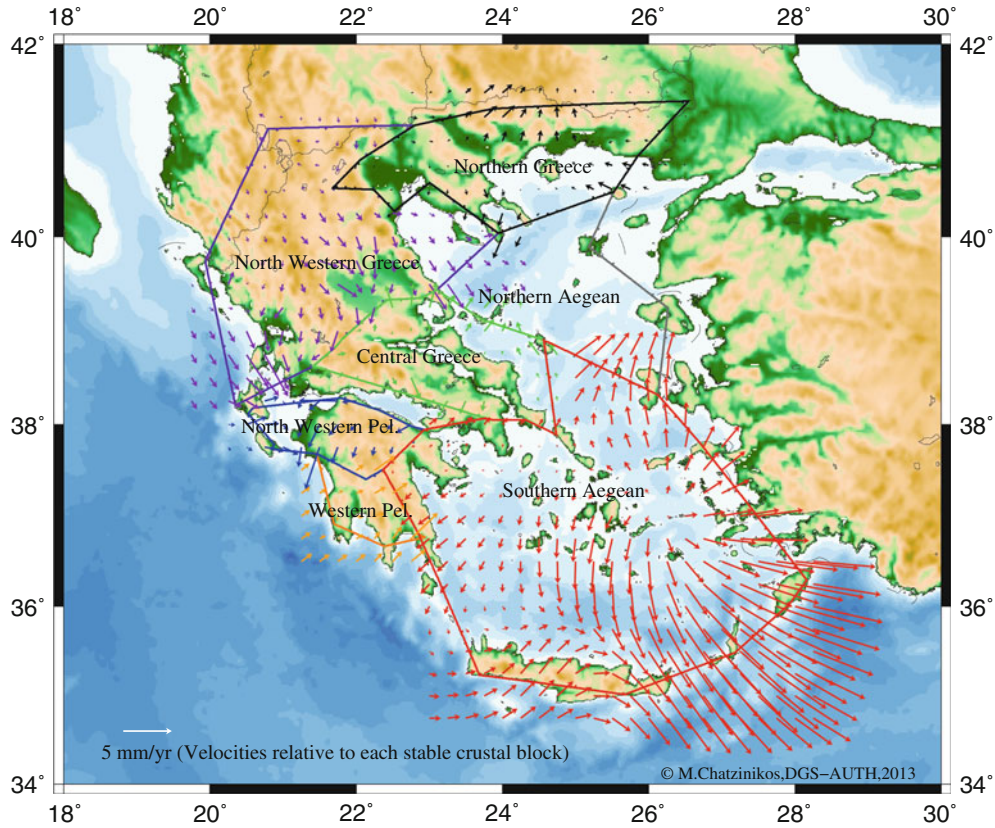 18˚ 20˚ 22˚ 24˚ 26˚ 28˚ 30˚
42˚ 42˚
Northern Greece
40˚ 40˚
North Western Greece
Northern Aegean
Central Greece
38˚ 38˚
North Western Pel.
Southern Aegean
Western Pel.
36˚ 36˚
5 mm/yr (Velocities relative to each stable crustal block)
© M.Chatzinikos,DGS−AUTH,2013
34˚ 34˚
18˚ 20˚ 22˚ 24˚ 26˚ 28˚ 30˚